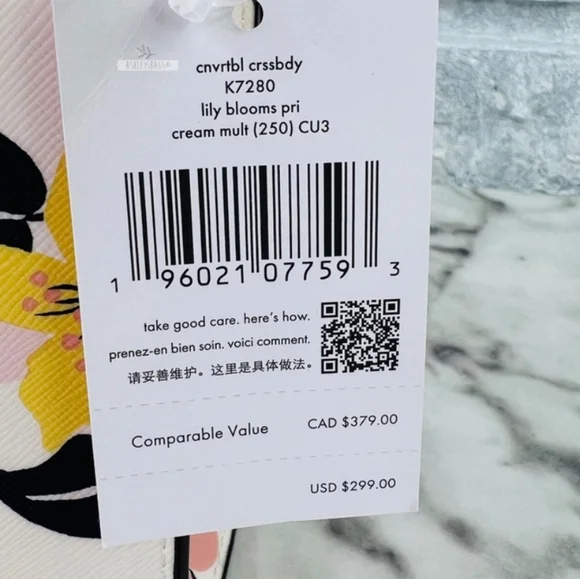 cnvrtbl crssbdy
K7280
lily blooms pri
cream mult (250) CU3
1 96021 07759 3
take good care. here's how.
prenez-en bien soin. voici comment.
请妥善维护。这里是具体做法。
Comparable Value CAD $379.00
USD $299.00